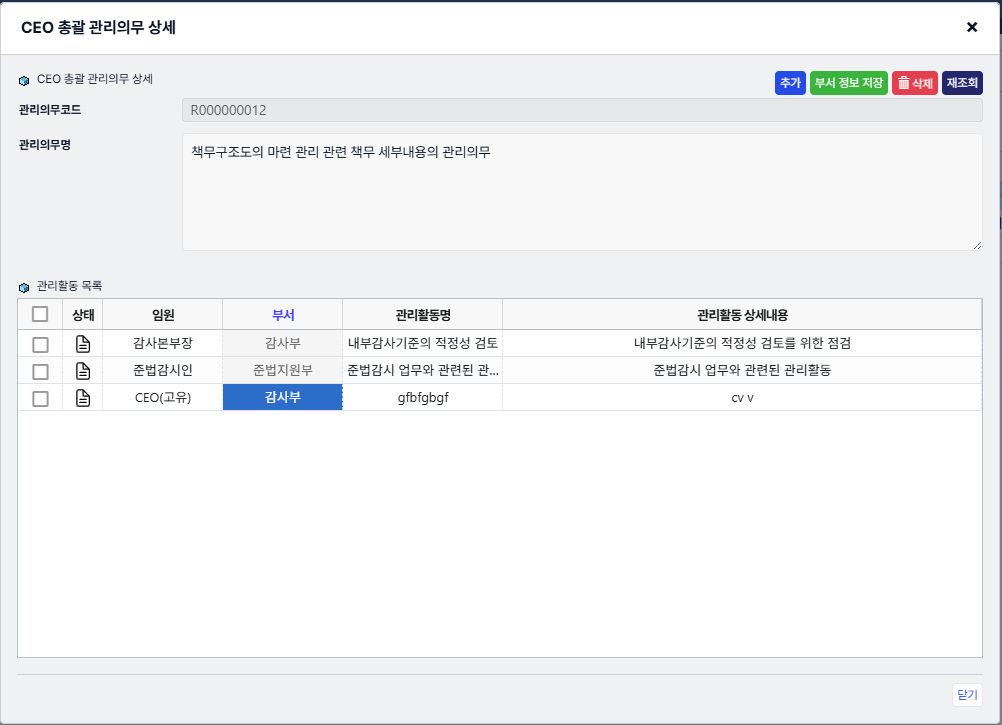 CEO 총괄 관리의무 상세
CEO 총괄 관리의무 상세
추가 부서 정보 저장 삭제 재조회
관리의무코드 R000000012
관리의무명 책무구조도의 마련 관리 관련 책무 세부내용의 관리의무
관리활동 목록
상태 임원 부서 관리활동명 관리활동 상세내용
감사본부장 감사부 내부감사기준의 적정성 검토 내부감사기준의 적정성 검토를 위한 점검
준법감시인 준법지원부 준법감시 업무와 관련된 관... 준법감시 업무와 관련된 관리활동
CEO(고유) 감사부 gfbfgbgf cv v
닫기